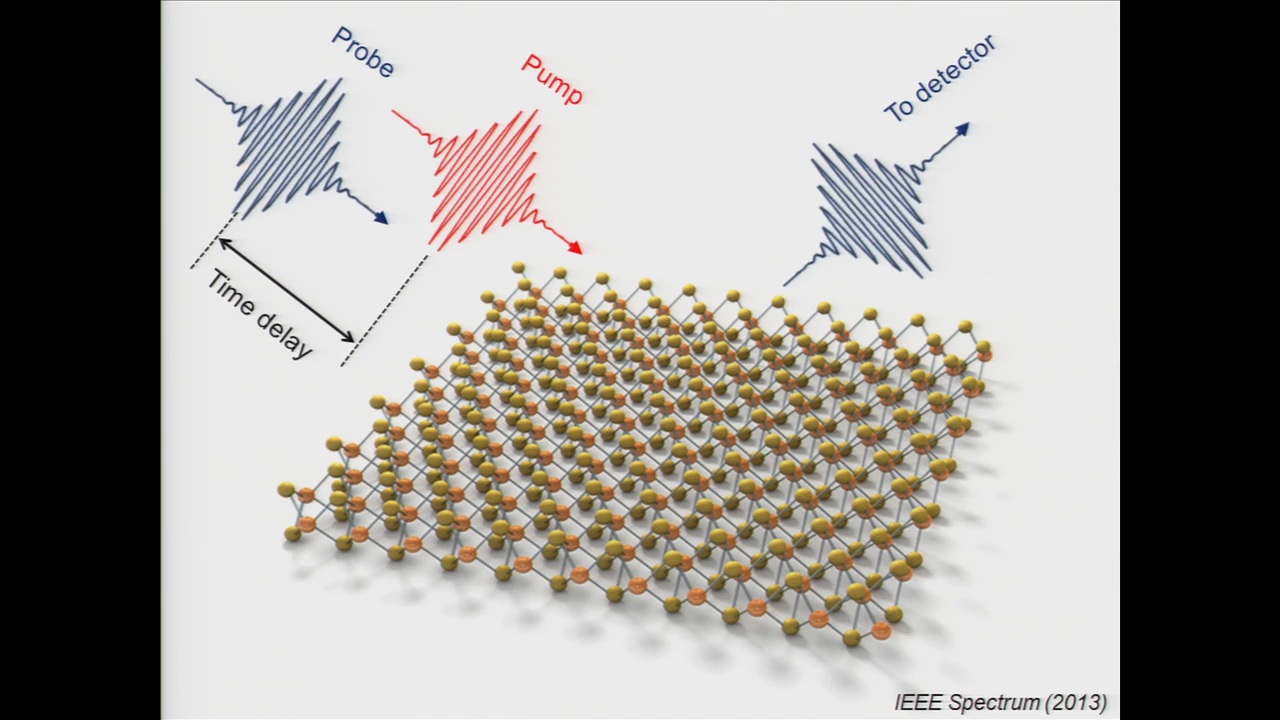 Probe
Pump
To detector
Time delay
IEEE Spectrum (2013)